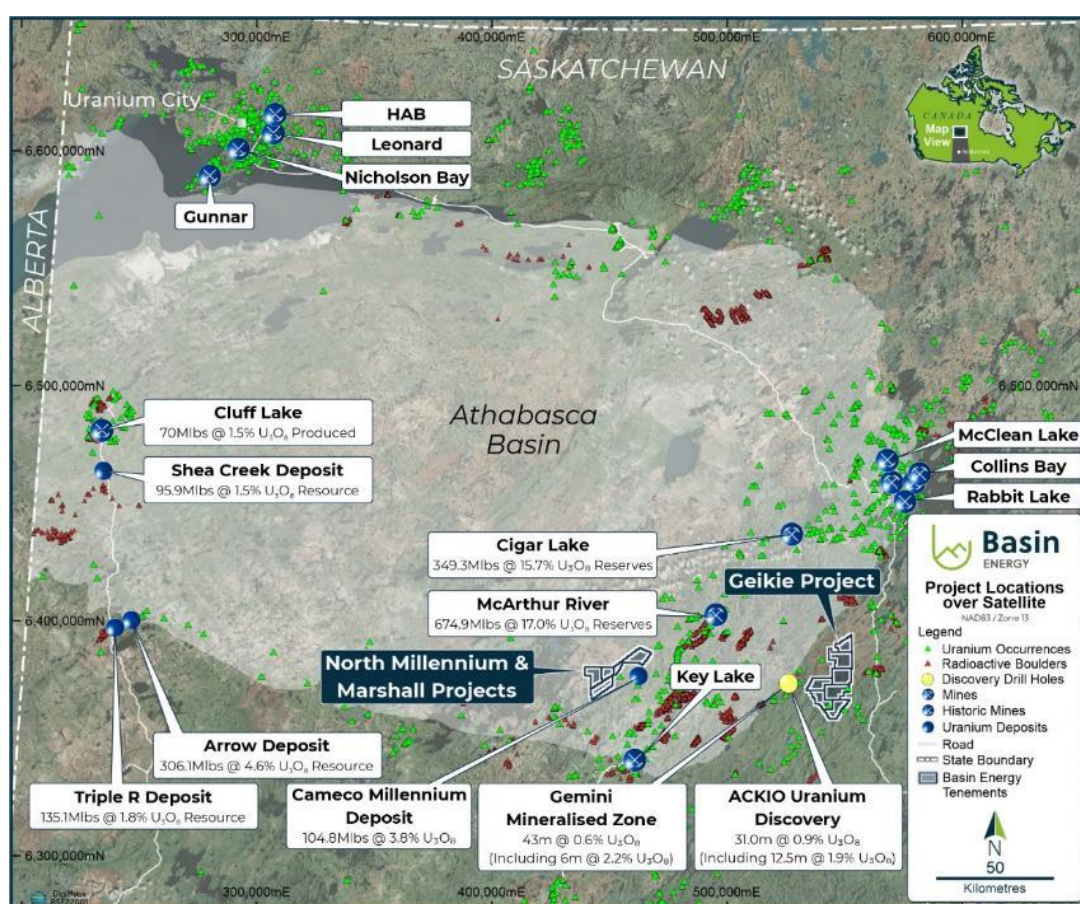 300,000mE
400,000mE
500,000mE
600,000mE
SASKATCHEWAN
CANADA
Map
View
Uranium City
HAB
Leonard
Nicholson Bay
Gunnar
6,600,000mN
ALBERTA
6,500,000mN
6,500,000mN
Athabasca
Basin
Cluff Lake
70Mlbs @ 1.5% U₃O₈ Produced
Shea Creek Deposit
95.9Mlbs @ 1.5% U₃O₈ Resource
McClean Lake
Collins Bay
Rabbit Lake
Cigar Lake
349.3Mlbs @ 15.7% U₃O₈ Reserves
McArthur River
674.9Mlbs @ 17.0% U₃O₈ Reserves
Geikie Project
6,400,000mN
North Millennium &
Marshall Projects
Key Lake
Arrow Deposit
306.1Mlbs @ 4.6% U₃O₈ Resource
Triple R Deposit
135.1Mlbs @ 1.8% U₃O₈ Resource
Cameco Millennium
Deposit
104.8Mlbs @ 3.8% U₃O₈
Gemini
Mineralised Zone
43m @ 0.6% U₃O₈
(Including 6m @ 2.2% U₃O₈)
ACKIO Uranium
Discovery
31.0m @ 0.9% U₃O₈
(Including 12.5m @ 1.9% U₃O₈)
6,300,000mN
300,000mE
400,000mE
500,000mE
Basin
ENERGY
Project Locations
over Satellite
NAD83 / Zone 13
Legend
Uranium Occurrences
Radioactive Boulders
Discovery Drill Holes
Mines
Historic Mines
Uranium Deposits
Road
State Boundary
Basin Energy
Tenements
N
50
Kilometres